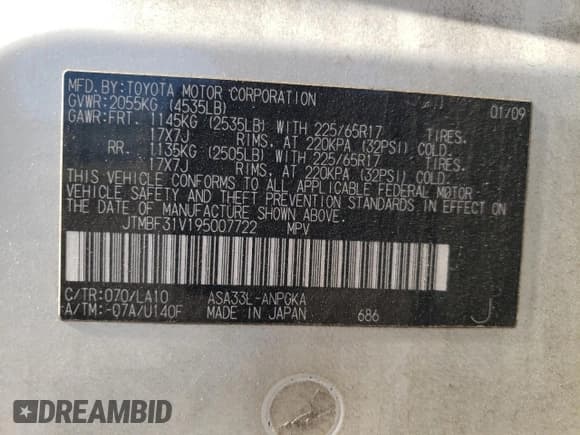 MFD.BY:TOYOTA MOTOR CORPORATION 01/09
GVWR:2055KG (4535LB)
GAWR:FRT. 1145KG (2535LB) WITH 225/65R17 TIRES.
17X7J RIMS, AT 220KPA (32PSI) COLD.
RR. 1135KG (2505LB) WITH 225/65R17 TIRES.
17X7J RIMS, AT 220KPA (32PSI) COLD.
THIS VEHICLE CONFORMS TO ALL APPLICABLE FEDERAL MOTOR
VEHICLE SAFETY AND THEFT PREVENTION STANDARDS IN EFFECT ON
THE DATE OF MANUFACTURE SHOWN ABOVE.
JTMBF31V195007722 MPV
C/TR:070/LA10 ASA33L-ANPGKA
A/TM:-07A/U140F MADE IN JAPAN 686 J
DREAMBID